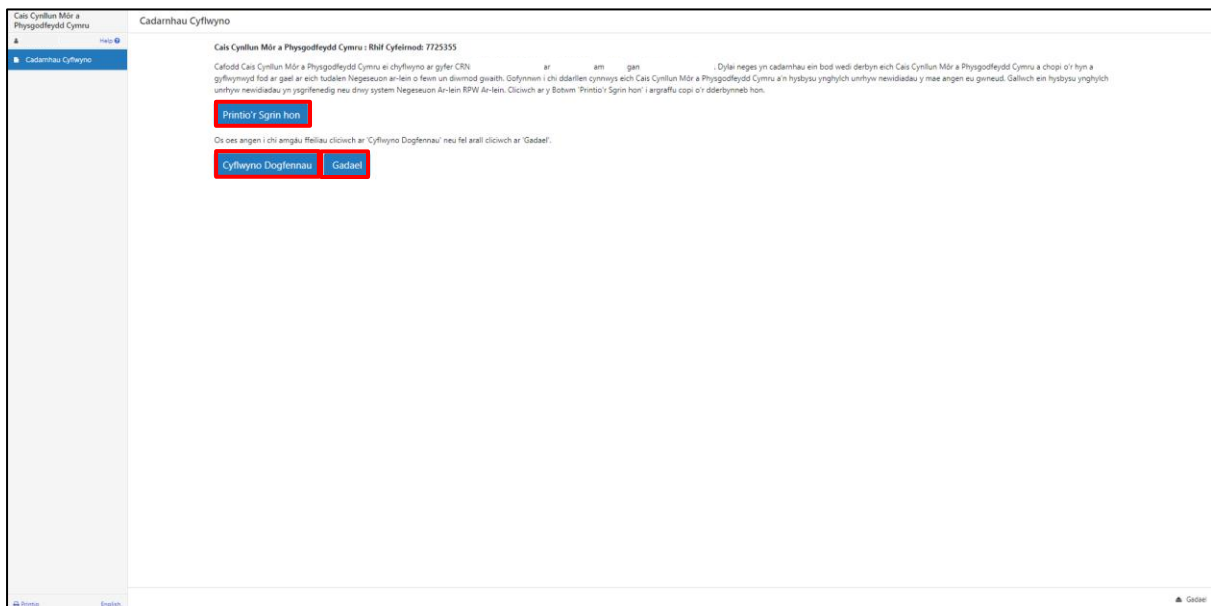 Cais Cynllun Môr a
Physgodfeydd Cymru
Help
Cadarnhau Cyflwyno
Cadarnhau Cyflwyno
Cais Cynllun Môr a Physgodfeydd Cymru : Rhif Cyfeirnod: 7725355
Cafodd Cais Cynllun Môr a Physgodfeydd Cymru ei chyflwyno ar gyfer CRN ar am gan . Dylai neges yn cadarnhau ein bod wedi derbyn eich Cais Cynllun Môr a Physgodfeydd Cymru a chopi o'r hyn a
gyflwynwyd fod ar gael ar eich tudalen Negeseuon ar-lein o fewn un diwrnod gwaith. Gofynnwn i chi ddarllen cynnwys eich Cais Cynllun Môr a Physgodfeydd Cymru a'n hysbysu ynghylch unrhyw newidiadau y mae angen eu gwneud. Gallwch ein hysbysu ynghylch
unrhyw newidiadau yn ysgrifenedig neu drwy system Negeseuon Ar-lein RPW Ar-lein. Cliciwch ar y Botwm 'Printio'r Sgrin hon' i argraffu copi o'r dderbynneb hon.
Printio'r Sgrin hon
Os oes angen i chi amgáu ffeiliau cliciwch ar 'Cyflwyno Dogfennau' neu fel arall cliciwch ar 'Gadael'.
Cyflwyno Dogfennau
Gadael
Printio
English
Gadael